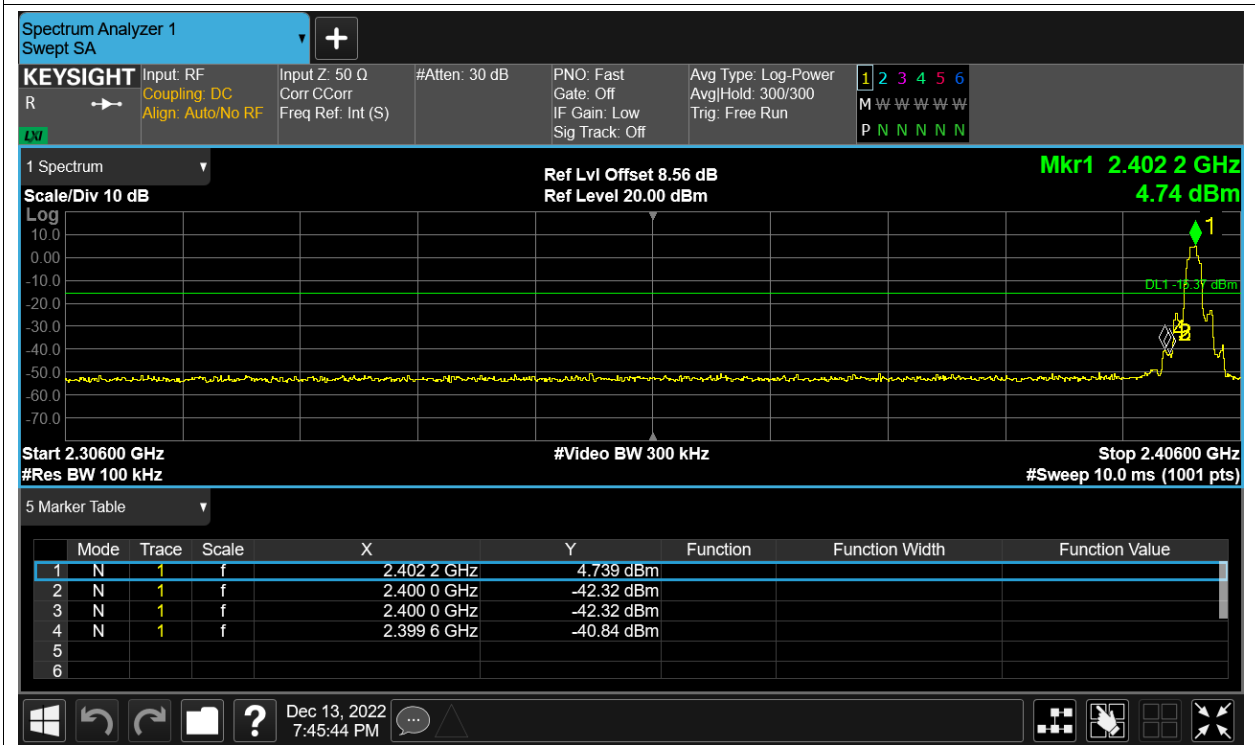 Spectrum Analyzer 1
Swept SA
KEYSIGHT Input: RF Input Z: 50 Ω #Atten: 30 dB PNO: Fast Avg Type: Log-Power 1 2 3 4 5 6
R Coupling: DC Corr CCorr Gate: Off Avg|Hold: 300/300 M W W W W W
Align: Auto/No RF Freq Ref: Int (S) IF Gain: Low Trig: Free Run
LXI Sig Track: Off P N N N N N
1 Spectrum Ref Lvl Offset 8.56 dB Mkr1 2.402 2 GHz
Scale/Div 10 dB Ref Level 20.00 dBm 4.74 dBm
Log
1
10.0
0.00
-10.0
DL1 -15.37 dBm
-20.0
-30.0
-40.0
-50.0
-60.0
-70.0
Start 2.30600 GHz #Video BW 300 kHz Stop 2.40600 GHz
#Res BW 100 kHz #Sweep 10.0 ms (1001 pts)
5 Marker Table
Mode Trace Scale X Y Function Function Width Function Value
1 N 1 f 2.402 2 GHz 4.739 dBm
2 N 1 f 2.400 0 GHz -42.32 dBm
3 N 1 f 2.400 0 GHz -42.32 dBm
4 N 1 f 2.399 6 GHz -40.84 dBm
5
6
? Dec 13, 2022
7:45:44 PM